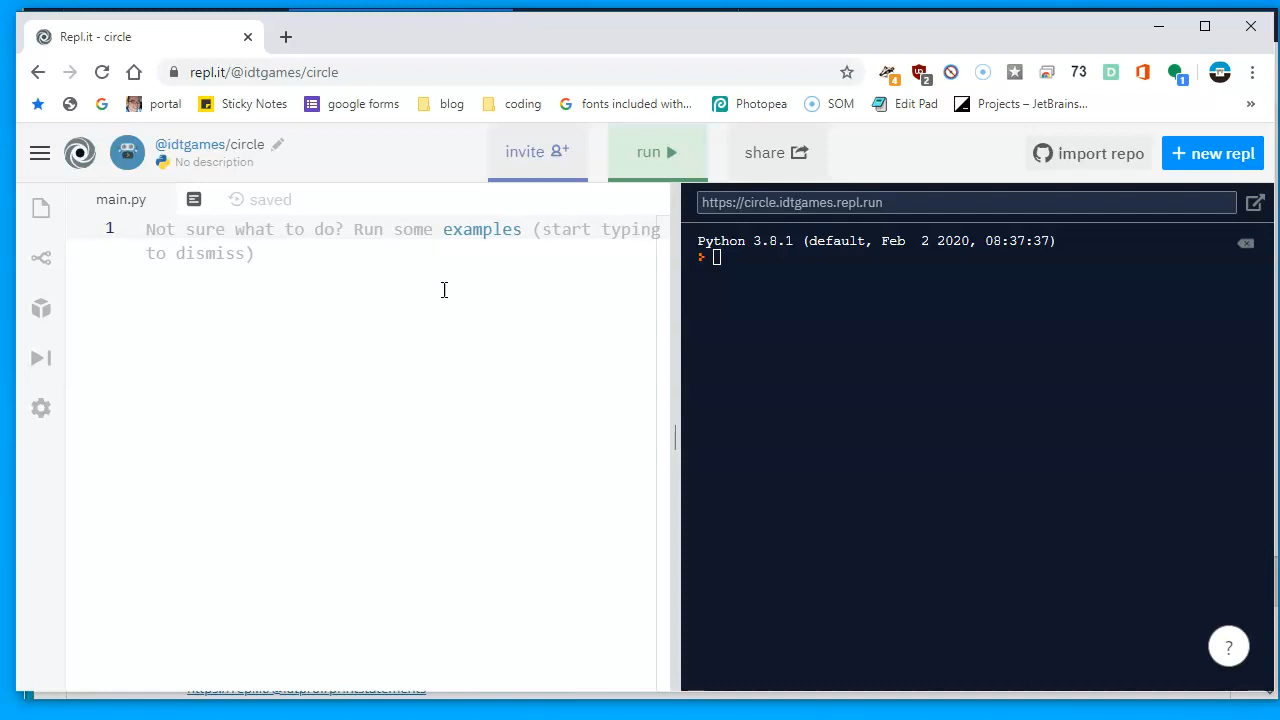 Repl.it - circle
repl.it/@idtgames/circle
4
2
73
D
1
portal
Sticky Notes
google forms
blog
coding
fonts included with...
Photopea
SOM
Edit Pad
Projects – JetBrains...
»
@idtgames/circle
No description
invite
run
share
import repo
+ new repl
main.py
saved
https://circle.idtgames.repl.run
1
Not sure what to do? Run some examples (start typing
to dismiss)
Python 3.8.1 (default, Feb  2 2020, 08:37:37)
?